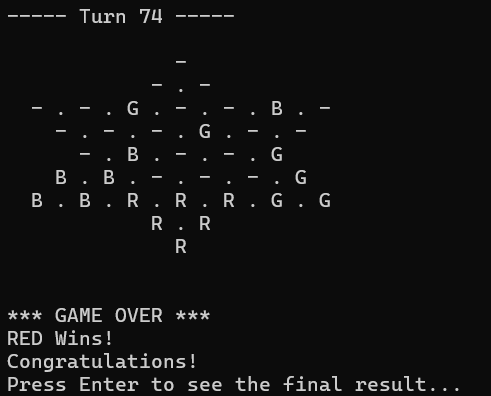 ----- Turn 74 -----
-
- . -
- . - . G . - . - . - . B . -
- . - . - . G . - . -
- . B . - . - . - . G
B . B . - . - . - . G
B . B . R . R . R . G . G
R . R
R
*** GAME OVER ***
RED Wins!
Congratulations!
Press Enter to see the final result...